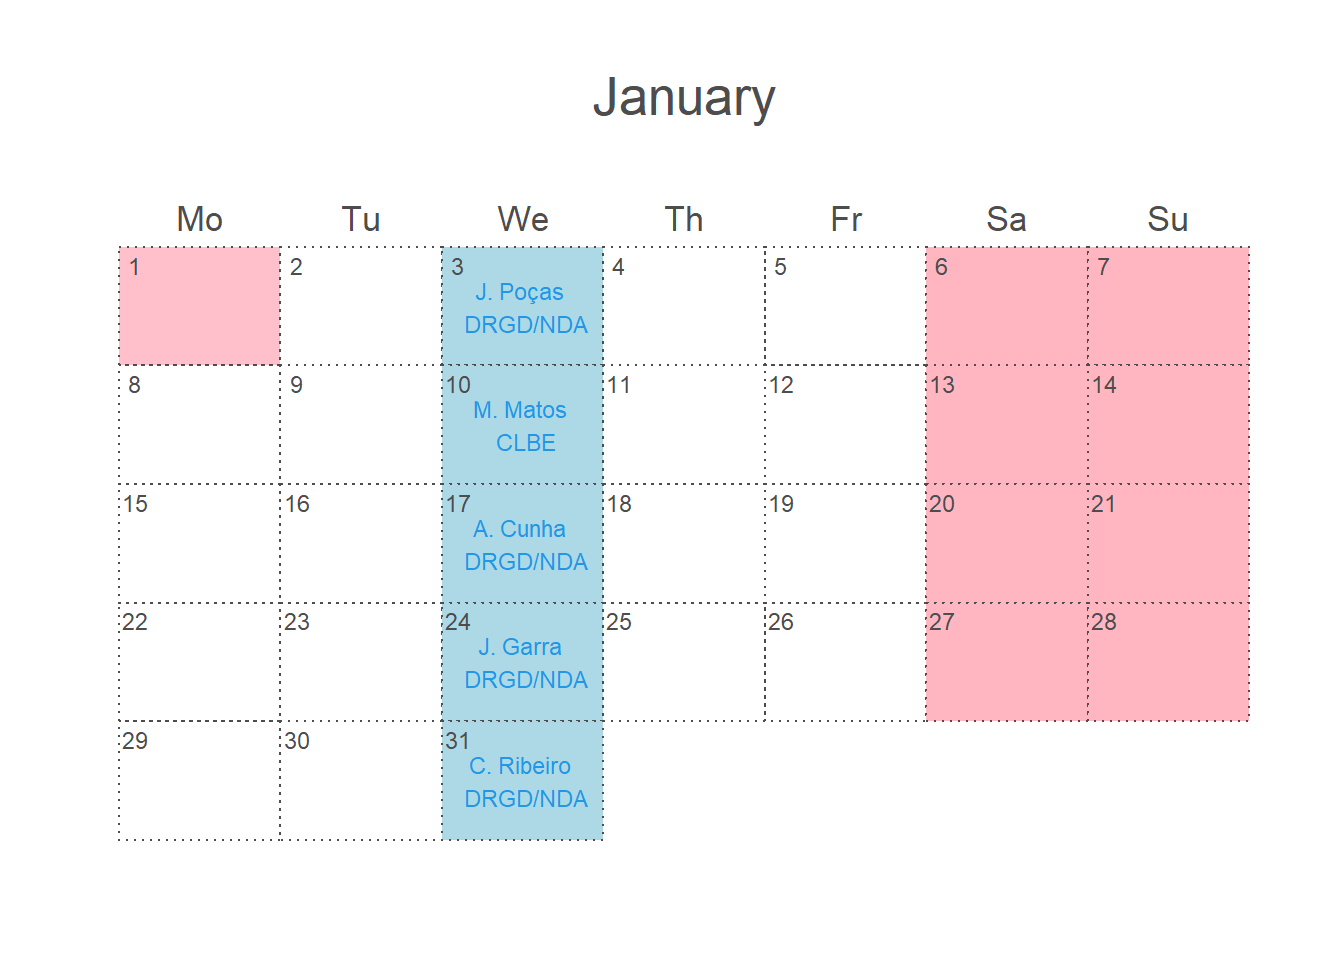 January
Mo Tu We Th Fr Sa Su
1 2 3 4 5 6 7
J. Poças
DRGD/NDA
8 9 10 11 12 13 14
M. Matos
CLBE
15 16 17 18 19 20 21
A. Cunha
DRGD/NDA
22 23 24 25 26 27 28
J. Garra
DRGD/NDA
29 30 31
C. Ribeiro
DRGD/NDA